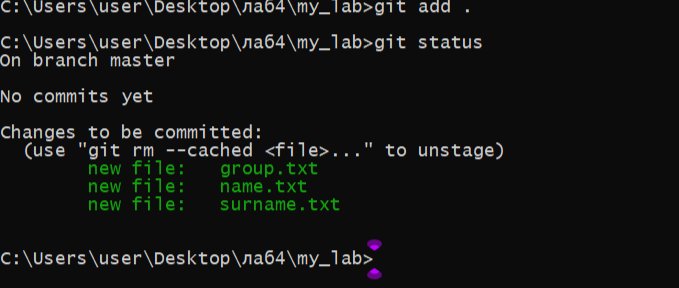 C:\Users\user\Desktop\лаб4\my_lab>git add .
C:\Users\user\Desktop\лаб4\my_lab>git status
On branch master
No commits yet
Changes to be committed:
  (use "git rm --cached <file>..." to unstage)
        new file:   group.txt
        new file:   name.txt
        new file:   surname.txt
C:\Users\user\Desktop\лаб4\my_lab>